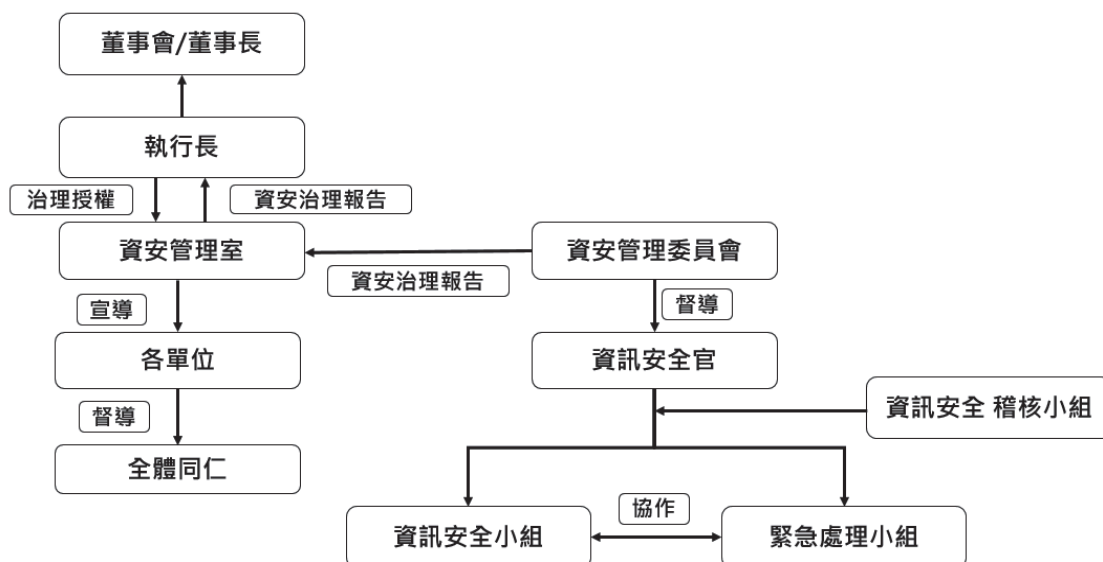 董事會/董事長
執行長
治理授權
資安治理報告
資安管理室
資安管理委員會
資安治理報告
宣導
督導
各單位
資訊安全官
督導
資訊安全 稽核小組
全體同仁
協作
資訊安全小組
緊急處理小組